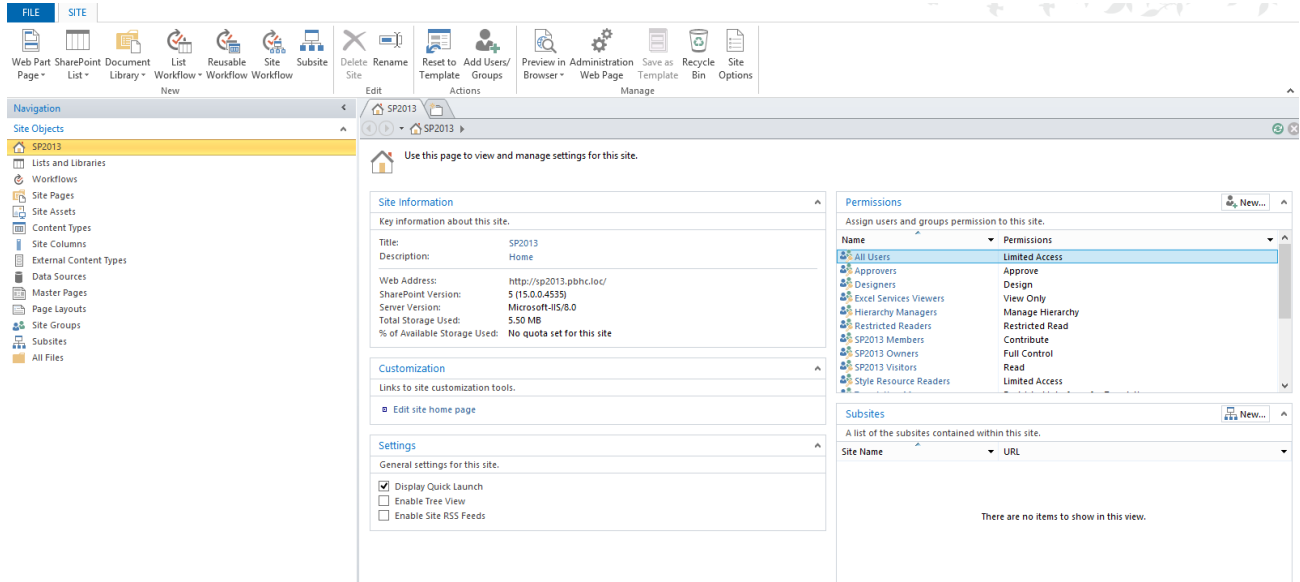 FILE SITE
Web Part Page
SharePoint List
Document Library
List Workflow
Reusable Workflow
Site Workflow
Subsite
Delete Site
Rename
Reset to Template
Add Users/ Groups
Preview in Browser
Administration Web Page
Save as Template
Recycle Bin
Site Options
New Edit Actions Manage
Navigation
Site Objects
SP2013
Lists and Libraries
Workflows
Site Pages
Site Assets
Content Types
Site Columns
External Content Types
Data Sources
Master Pages
Page Layouts
Site Groups
Subsites
All Files
SP2013
SP2013
Use this page to view and manage settings for this site.
Site Information
Key information about this site.
Title: SP2013
Description: Home
Web Address: http://sp2013.pbhc.loc/
SharePoint Version: 5 (15.0.0.4535)
Server Version: Microsoft-IIS/8.0
Total Storage Used: 5.50 MB
% of Available Storage Used: No quota set for this site
Customization
Links to site customization tools.
Edit site home page
Settings
General settings for this site.
Display Quick Launch
Enable Tree View
Enable Site RSS Feeds
Permissions New...
Assign users and groups permission to this site.
Name Permissions
All Users Limited Access
Approvers Approve
Designers Design
Excel Services Viewers View Only
Hierarchy Managers Manage Hierarchy
Restricted Readers Restricted Read
SP2013 Members Contribute
SP2013 Owners Full Control
SP2013 Visitors Read
Style Resource Readers Limited Access
Subsites New...
A list of the subsites contained within this site.
Site Name URL
There are no items to show in this view.